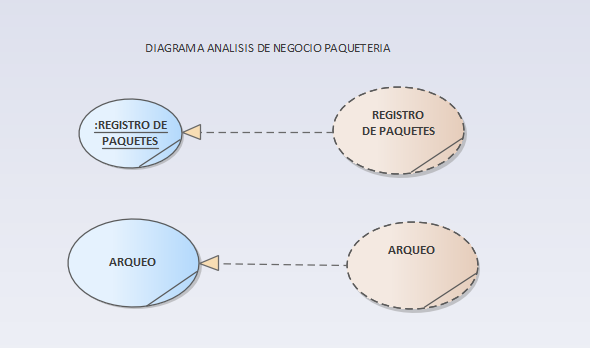 DIAGRAMA ANALISIS DE NEGOCIO PAQUETERIA
:REGISTRO DE
PAQUETES
REGISTRO
DE PAQUETES
ARQUEO
ARQUEO